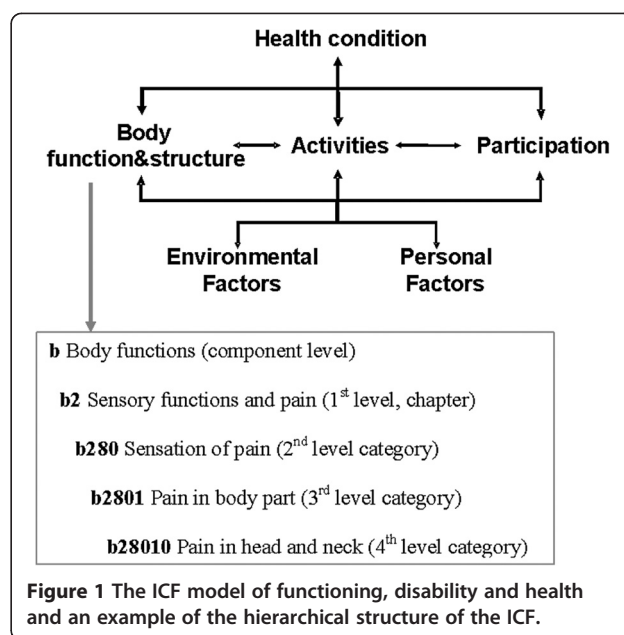 Health condition
Body
function&structure
Activities
Participation
Environmental
Factors
Personal
Factors
b Body functions (component level)
b2 Sensory functions and pain (1st level, chapter)
b280 Sensation of pain (2nd level category)
b2801 Pain in body part (3rd level category)
b28010 Pain in head and neck (4th level category)
Figure 1 The ICF model of functioning, disability and health
and an example of the hierarchical structure of the ICF.